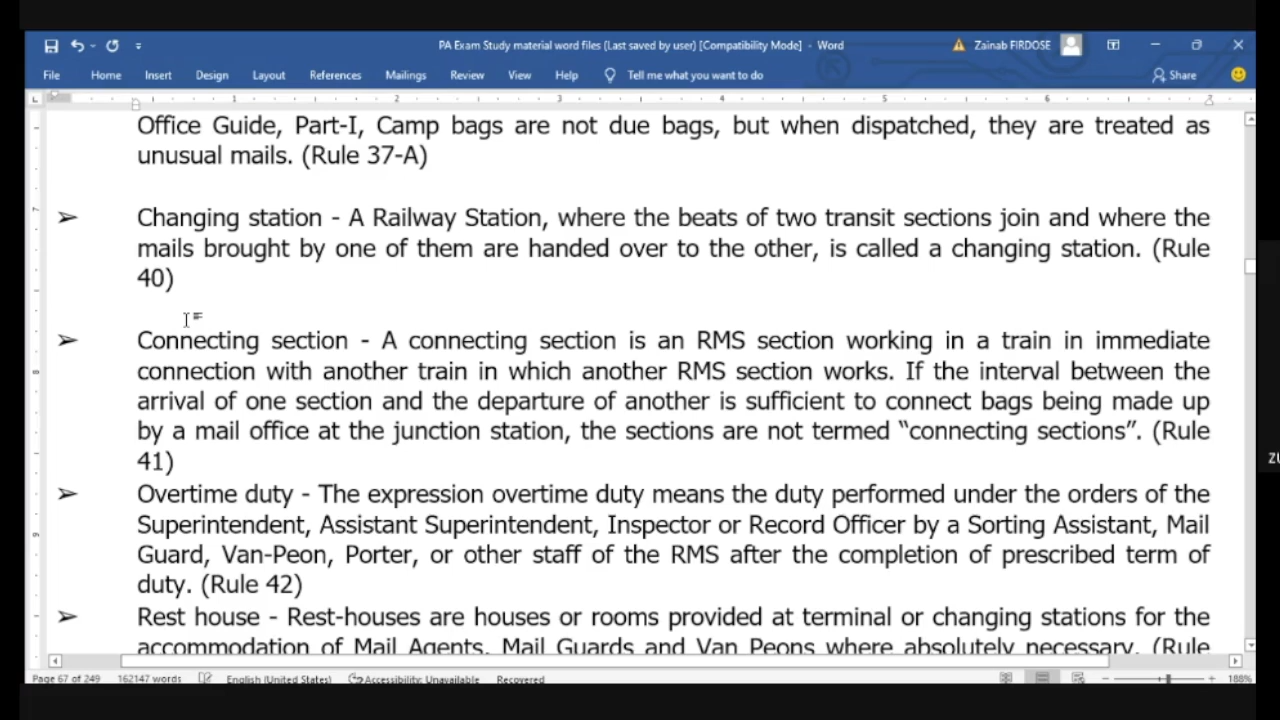 PA Exam Study material word files (Last saved by user) [Compatibility Mode] - Word
Zainab FIRDOSE
File Home Insert Design Layout References Mailings Review View Help Tell me what you want to do Share
1 2 3 4 5 6 7
Office Guide, Part-I, Camp bags are not due bags, but when dispatched, they are treated as
unusual mails. (Rule 37-A)
➢ Changing station - A Railway Station, where the beats of two transit sections join and where the
mails brought by one of them are handed over to the other, is called a changing station. (Rule
40)
➢ Connecting section - A connecting section is an RMS section working in a train in immediate
connection with another train in which another RMS section works. If the interval between the
arrival of one section and the departure of another is sufficient to connect bags being made up
by a mail office at the junction station, the sections are not termed “connecting sections”. (Rule
41)
➢ Overtime duty - The expression overtime duty means the duty performed under the orders of the
Superintendent, Assistant Superintendent, Inspector or Record Officer by a Sorting Assistant, Mail
Guard, Van-Peon, Porter, or other staff of the RMS after the completion of prescribed term of
duty. (Rule 42)
➢ Rest house - Rest-houses are houses or rooms provided at terminal or changing stations for the
accommodation of Mail Agents, Mail Guards and Van Peons where absolutely necessary. (Rule
Page 67 of 249 162147 words English (United States) Accessibility: Unavailable Recovered 188%